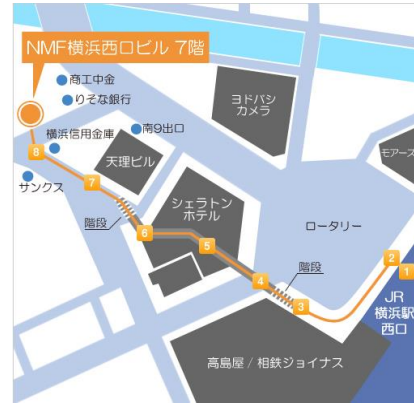 NMF横浜西口ビル 7階
商工中金
りそな銀行
ヨドバシ
カメラ
南9出口
横浜信用金庫
モアーズ
8
天理ビル
サンクス
7
シェラトン
ホテル
階段
6
5
ロータリー
2
1
4
階段
3
JR
横浜駅
西口
高島屋 / 相鉄ジョイナス